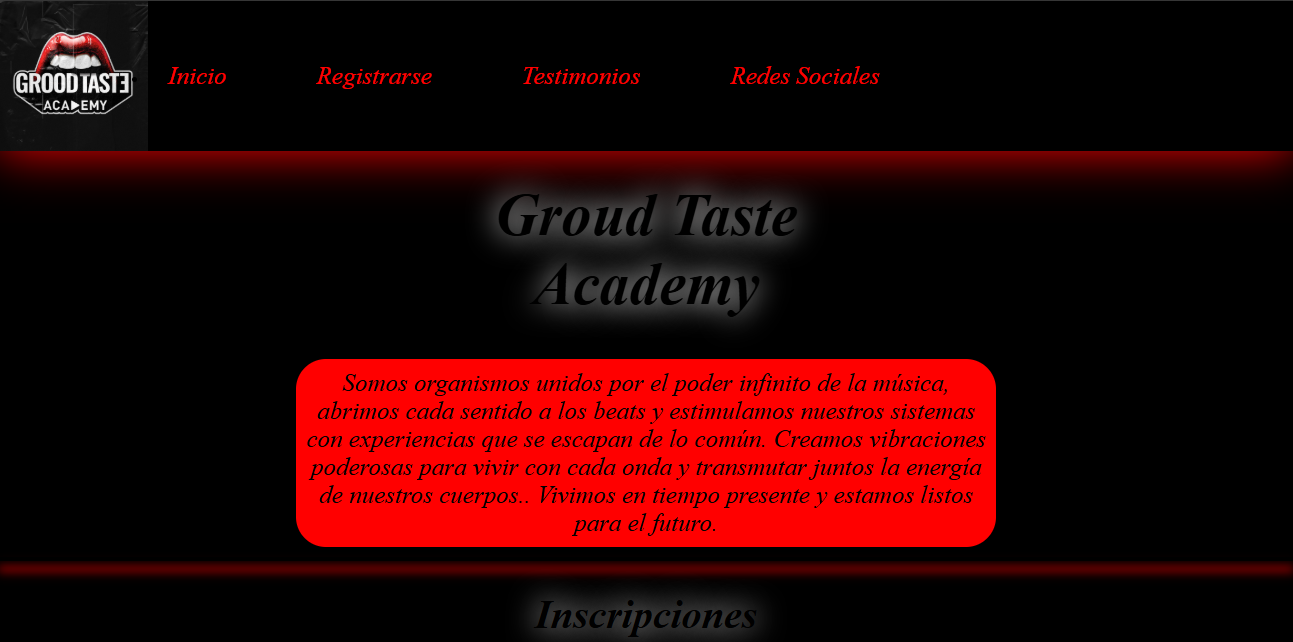 GROOD TASTE
ACADEMY
Inicio Registrarse Testimonios Redes Sociales
Groud Taste
Academy
Somos organismos unidos por el poder infinito de la música,
abrimos cada sentido a los beats y estimulamos nuestros sistemas
con experiencias que se escapan de lo común. Creamos vibraciones
poderosas para vivir con cada onda y transmutar juntos la energía
de nuestros cuerpos.. Vivimos en tiempo presente y estamos listos
para el futuro.
Inscripciones